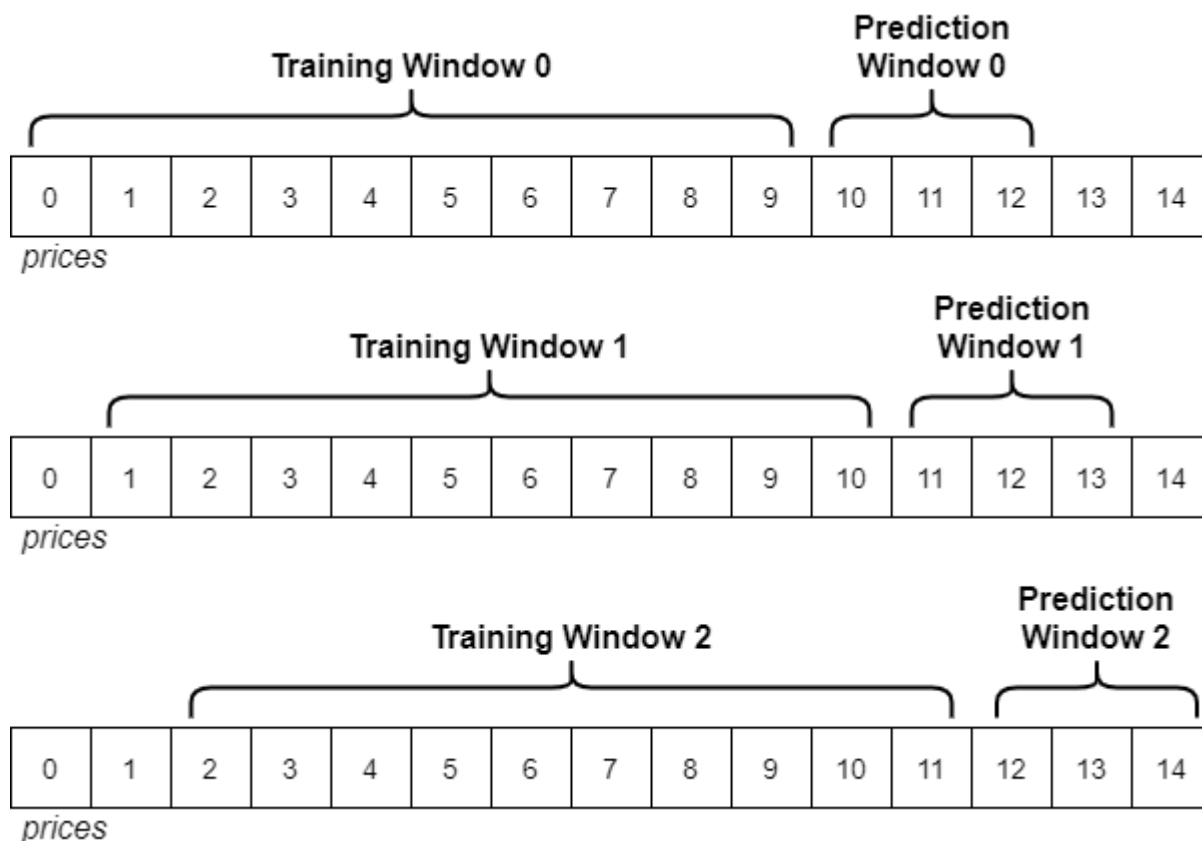 Prediction
Training Window 0 Window 0
0 1 2 3 4 5 6 7 8 9 10 11 12 13 14
prices
Prediction
Training Window 1 Window 1
0 1 2 3 4 5 6 7 8 9 10 11 12 13 14
prices
Prediction
Training Window 2 Window 2
0 1 2 3 4 5 6 7 8 9 10 11 12 13 14
prices